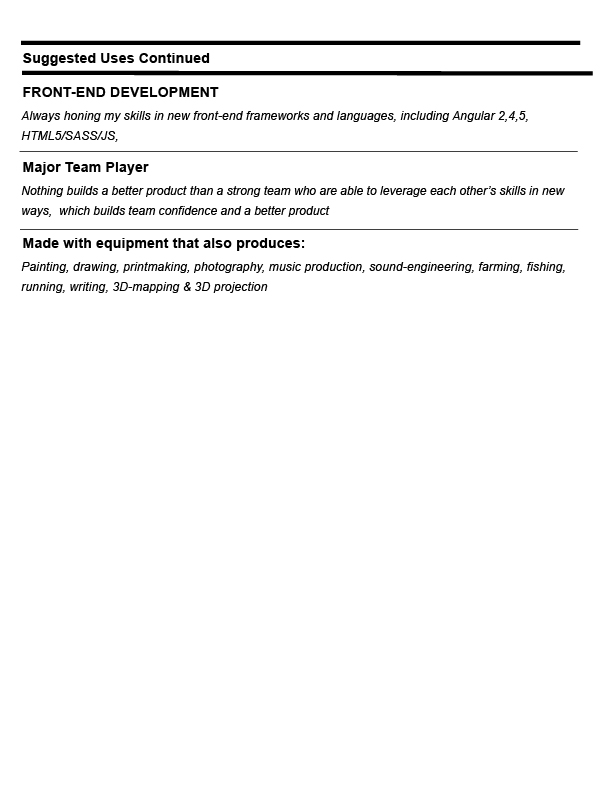 Suggested Uses Continued
FRONT-END DEVELOPMENT
Always honing my skills in new front-end frameworks and languages, including Angular 2,4,5,
HTML5/SASS/JS,
Major Team Player
Nothing builds a better product than a strong team who are able to leverage each other’s skills in new
ways,  which builds team confidence and a better product
Made with equipment that also produces:
Painting, drawing, printmaking, photography, music production, sound-engineering, farming, fishing,
running, writing, 3D-mapping & 3D projection